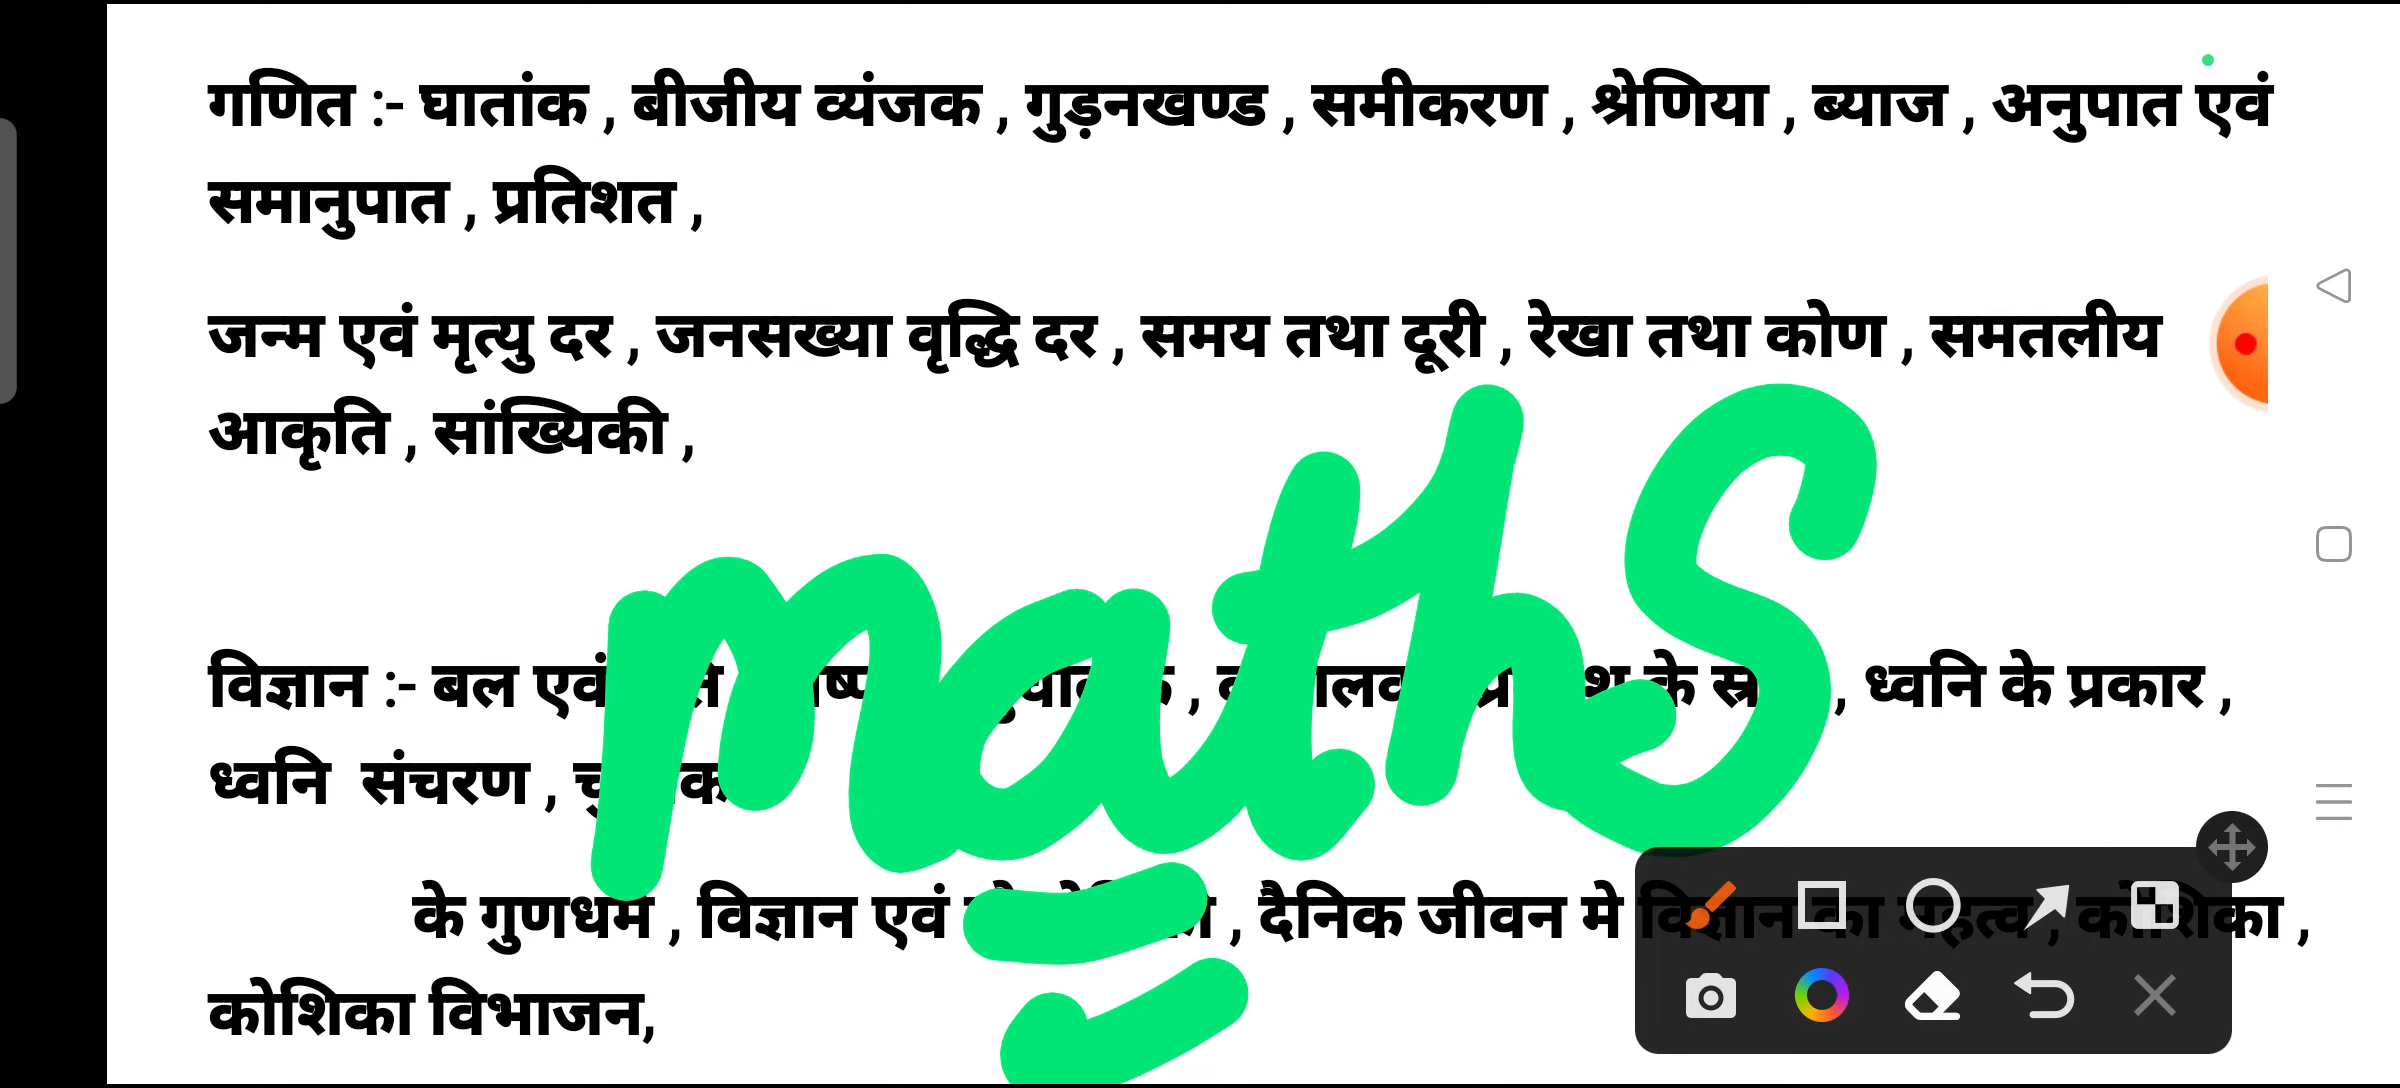 गणित :- घातांक , बीजीय व्यंजक , गुड़नखण्ड , समीकरण , श्रेणिया , ब्याज , अनुपात एवं
समानुपात , प्रतिशत ,
जन्म एवं मृत्यु दर , जनसख्या वृद्धि दर , समय तथा दूरी , रेखा तथा कोण , समतलीय
आकृति , सांख्यिकी ,
maths
विज्ञान :- बल एवं , के , ध्वनि के प्रकार ,
ध्वनि संचरण ,
के गुणधर्म , विज्ञान एवं , दैनिक जीवन मे विज्ञान का महत्व , कोशिका ,
कोशिका विभाजन,